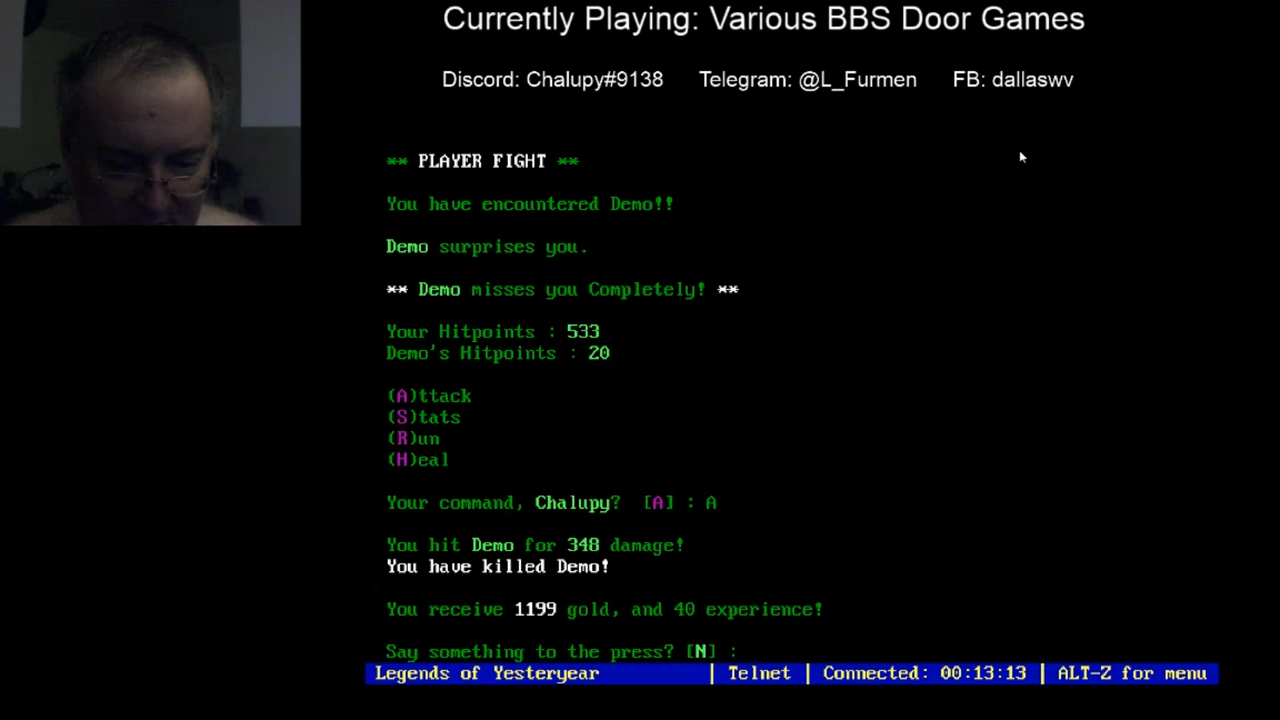 Currently Playing: Various BBS Door Games
Discord: Chalupy#9138 Telegram: @L_Furmen FB: dallaswv
** PLAYER FIGHT **
You have encountered Demo!!
Demo surprises you.
** Demo misses you Completely! **
Your Hitpoints : 533
Demo's Hitpoints : 20
(A)ttack
(S)tats
(R)un
(H)eal
Your command, Chalupy? [A] : A
You hit Demo for 348 damage!
You have killed Demo!
You receive 1199 gold, and 40 experience!
Say something to the press? [N] :
Legends of Yesteryear | Telnet | Connected: 00:13:13 | ALT-Z for menu